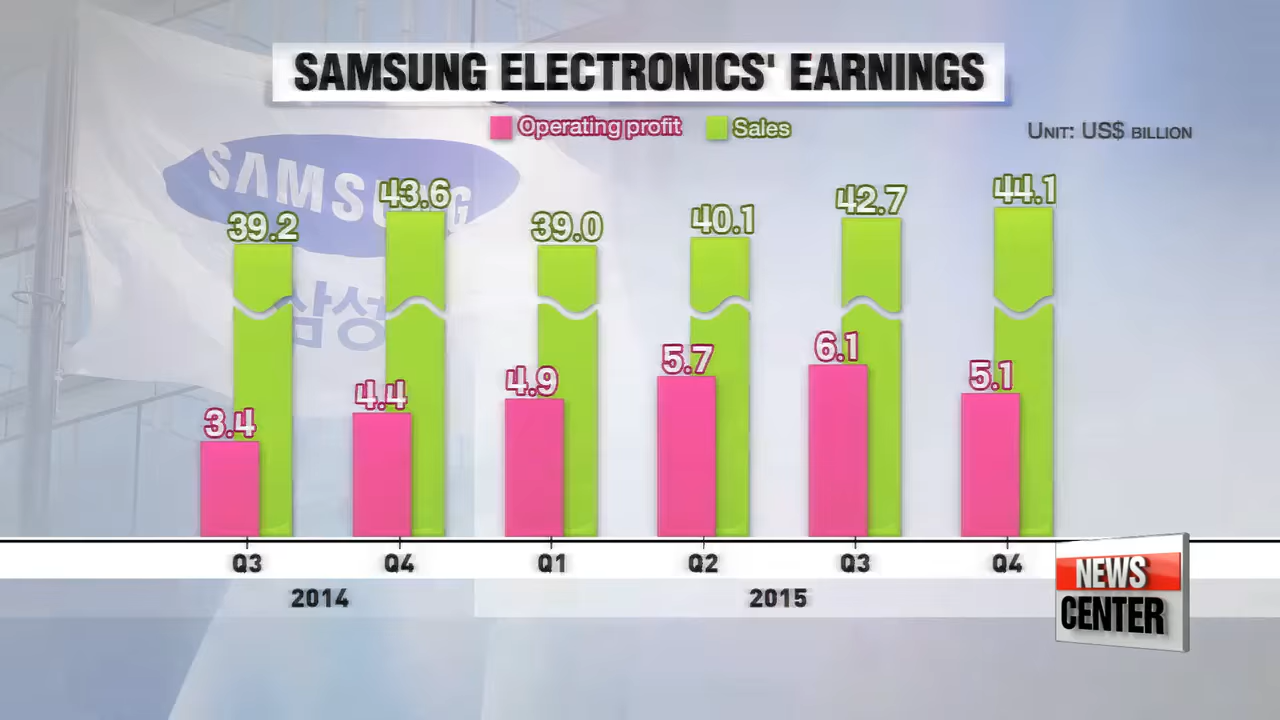 SAMSUNG ELECTRONICS' EARNINGS
Operating profit Sales
UNIT: US$ BILLION
SAMSUNG
삼성
39.2 43.6 39.0 40.1 42.7 44.1
3.4 4.4 4.9 5.7 6.1 5.1
Q3 Q4 Q1 Q2 Q3 Q4
2014 2015
NEWS
CENTER